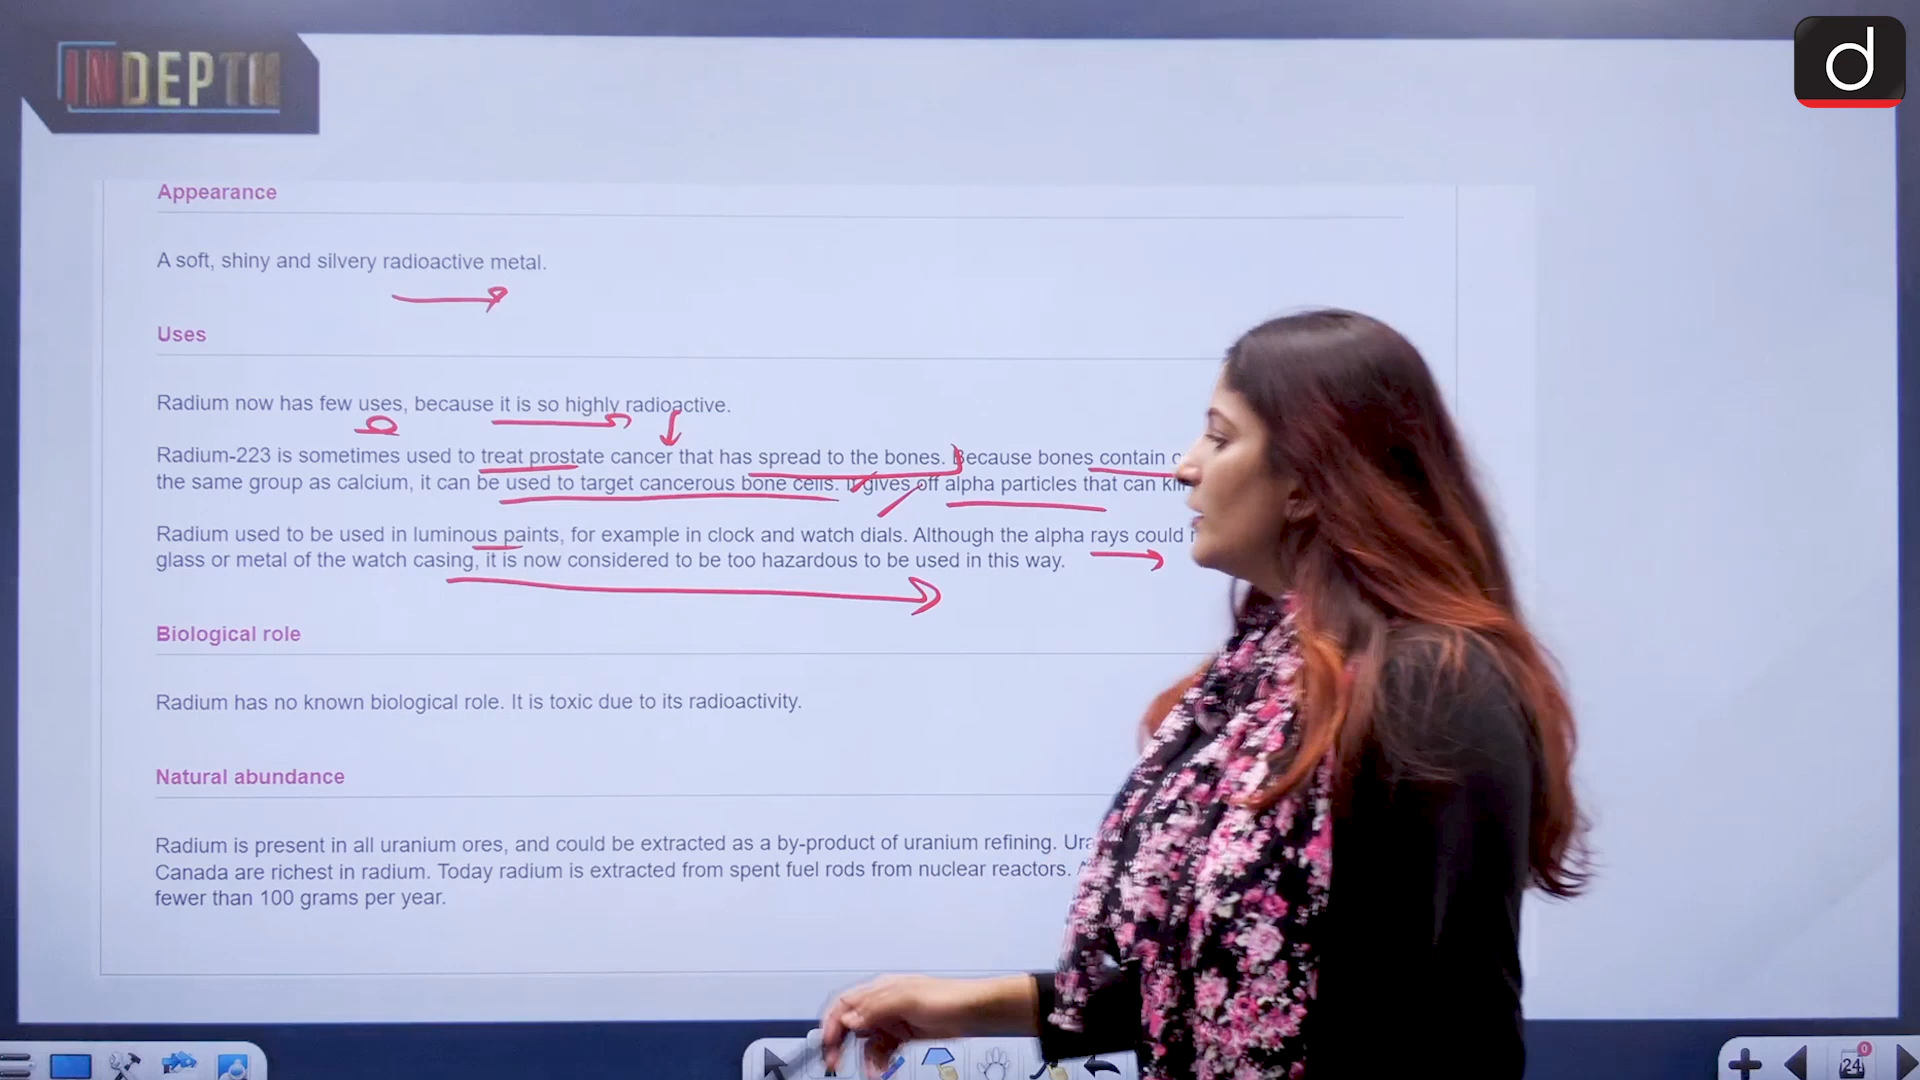 INDEPTH
d
Appearance
A soft, shiny and silvery radioactive metal.
Uses
Radium now has few uses, because it is so highly radioactive.
Radium-223 is sometimes used to treat prostate cancer that has spread to the bones. Because bones contain
the same group as calcium, it can be used to target cancerous bone cells. It gives off alpha particles that can kill
Radium used to be used in luminous paints, for example in clock and watch dials. Although the alpha rays could
glass or metal of the watch casing, it is now considered to be too hazardous to be used in this way.
Biological role
Radium has no known biological role. It is toxic due to its radioactivity.
Natural abundance
Radium is present in all uranium ores, and could be extracted as a by-product of uranium refining.
Canada are richest in radium. Today radium is extracted from spent fuel rods from nuclear reactors.
fewer than 100 grams per year.
24
0